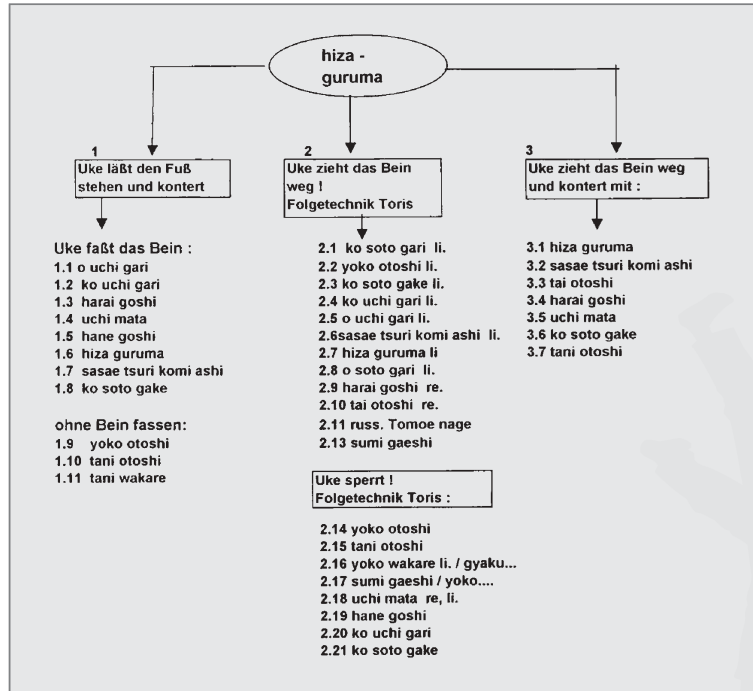 hiza -
guruma
1
Uke läßt den Fuß
stehen und kontert
Uke faßt das Bein :
1.1 o uchi gari
1.2 ko uchi gari
1.3 harai goshi
1.4 uchi mata
1.5 hane goshi
1.6 hiza guruma
1.7 sasae tsuri komi ashi
1.8 ko soto gake
ohne Bein fassen:
1.9 yoko otoshi
1.10 tani otoshi
1.11 tani wakare
2
Uke zieht das Bein
weg !
Folgetechnik Toris
2.1 ko soto gari li.
2.2 yoko otoshi li.
2.3 ko soto gake li.
2.4 ko uchi gari li.
2.5 o uchi gari li.
2.6sasae tsuri komi ashi li.
2.7 hiza guruma li
2.8 o soto gari li.
2.9 harai goshi re.
2.10 tai otoshi re.
2.11 russ. Tomoe nage
2.13 sumi gaeshi
Uke sperrt !
Folgetechnik Toris :
2.14 yoko otoshi
2.15 tani otoshi
2.16 yoko wakare li. / gyaku...
2.17 sumi gaeshi / yoko....
2.18 uchi mata re, li.
2.19 hane goshi
2.20 ko uchi gari
2.21 ko soto gake
3
Uke zieht das Bein weg
und kontert mit :
3.1 hiza guruma
3.2 sasae tsuri komi ashi
3.3 tai otoshi
3.4 harai goshi
3.5 uchi mata
3.6 ko soto gake
3.7 tani otoshi